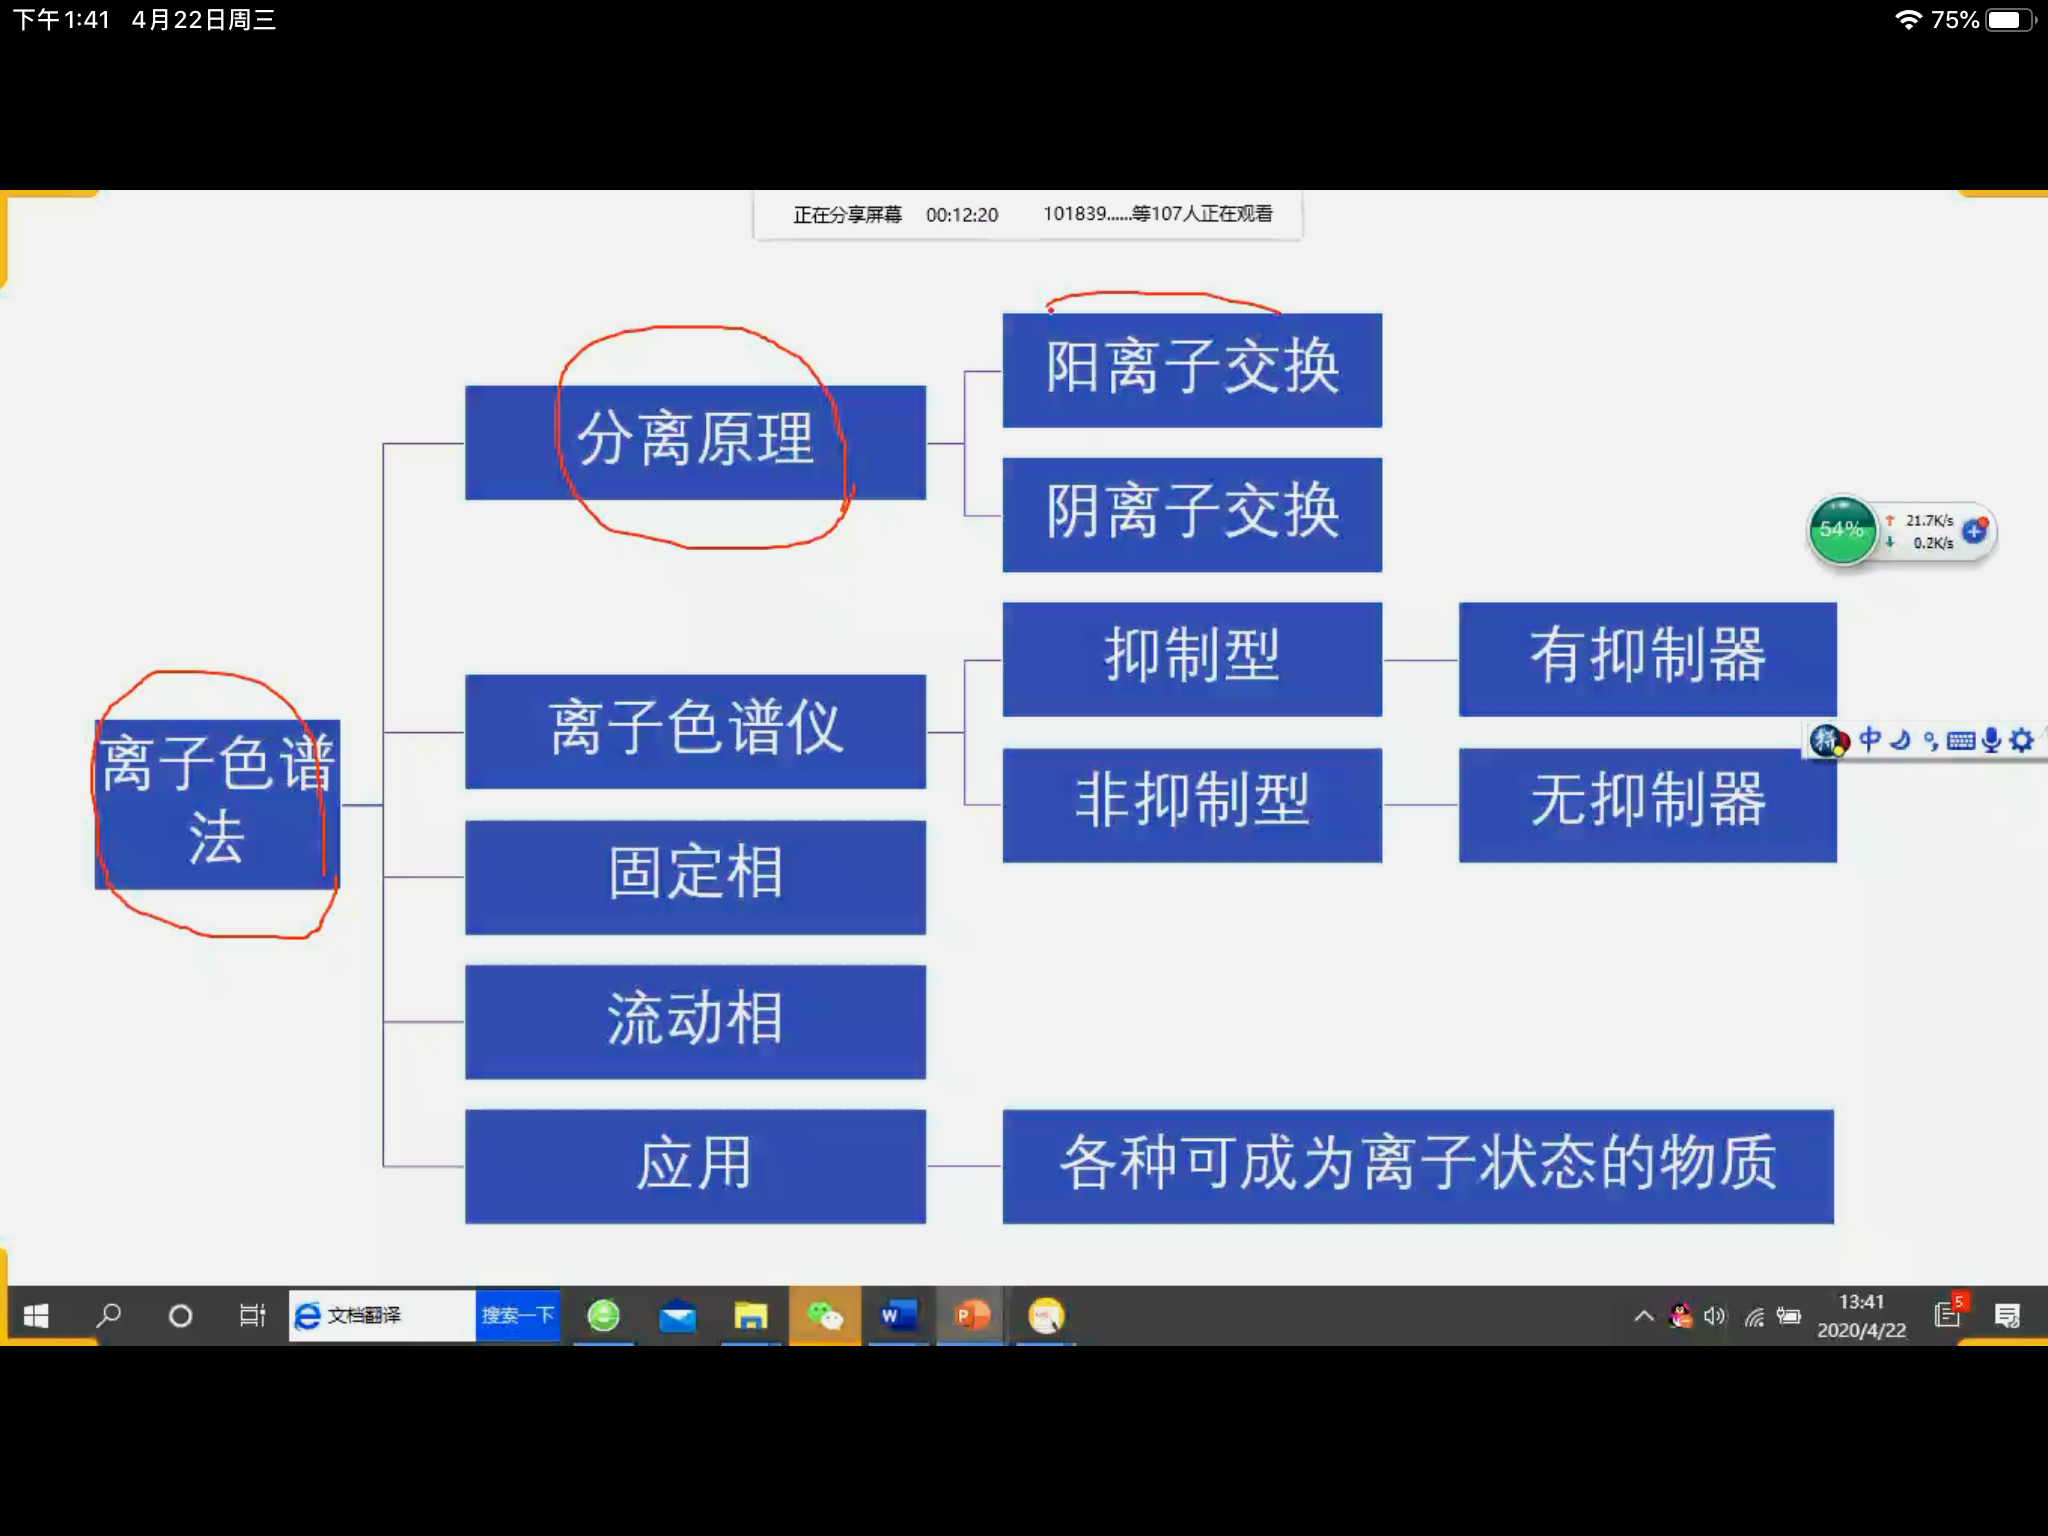 下午1:41 4月22日周三
75%
正在分享屏幕 00:12:20 101839......等107人正在观看
阳离子交换
分离原理
阴离子交换
54%
21.7K/s
0.2K/s
抑制型
有抑制器
离子色谱仪
离子色谱
法
中
非抑制型
无抑制器
固定相
流动相
应用
各种可成为离子状态的物质
文档翻译
搜索一下
W
P
13:41
2020/4/22
5